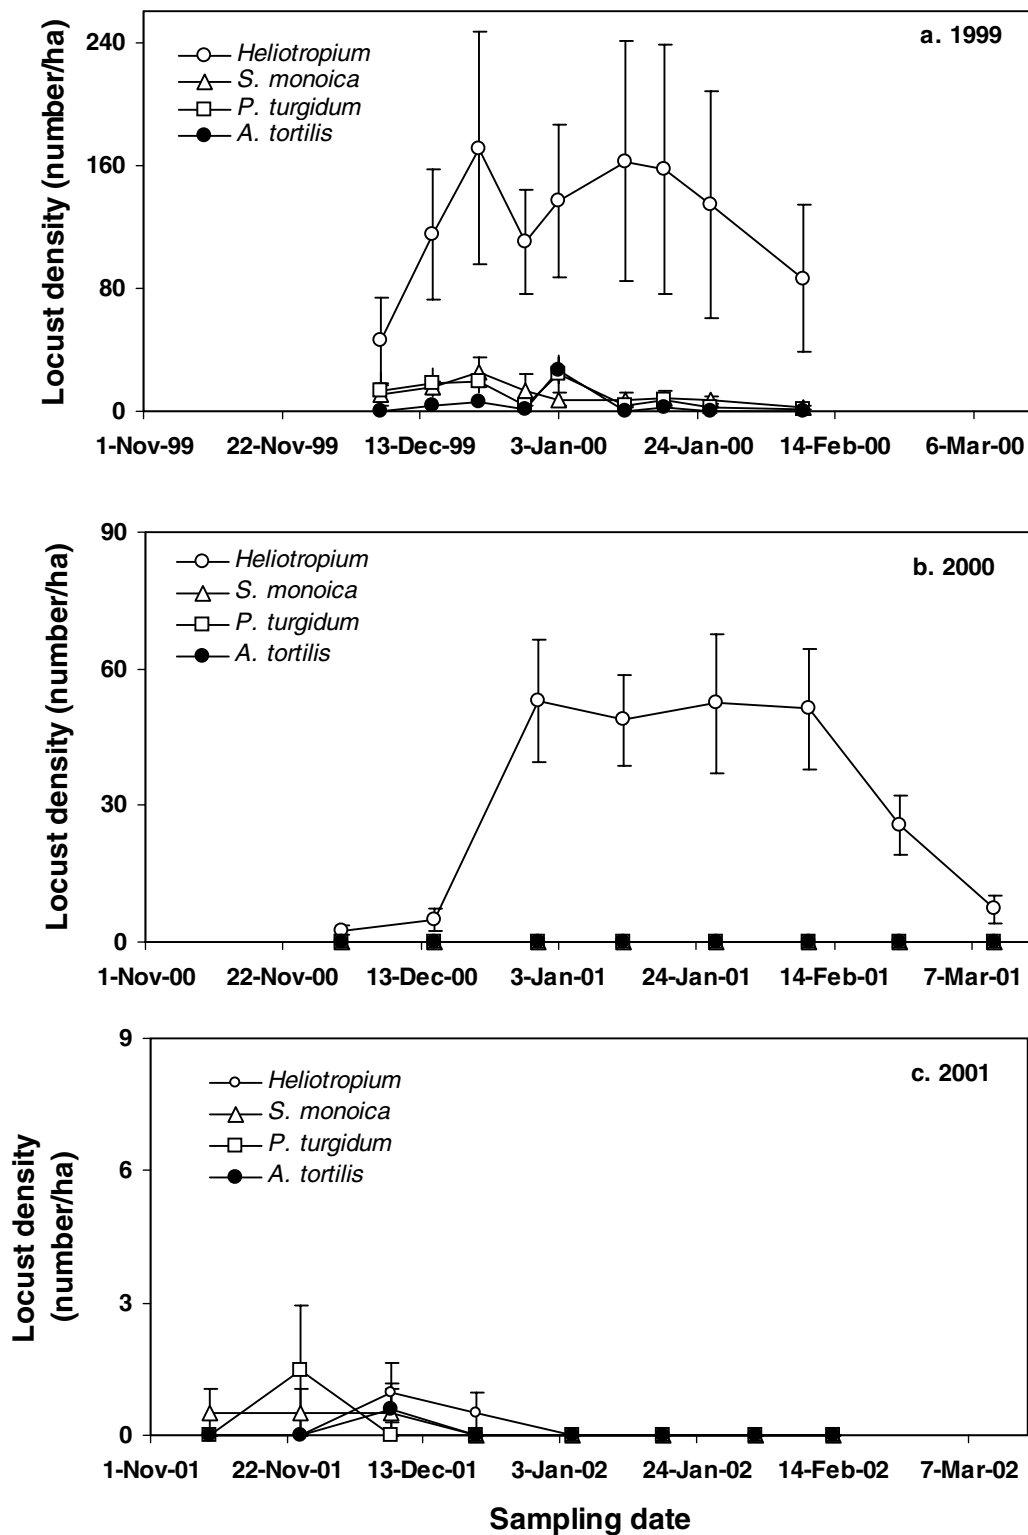 a. 1999
Heliotropium
S. monoica
P. turgidum
A. tortilis
Locust density (number/ha)
240
160
80
0
1-Nov-99 22-Nov-99 13-Dec-99 3-Jan-00 24-Jan-00 14-Feb-00 6-Mar-00
b. 2000
Heliotropium
S. monoica
P. turgidum
A. tortilis
Locust density (number/ha)
90
60
30
0
1-Nov-00 22-Nov-00 13-Dec-00 3-Jan-01 24-Jan-01 14-Feb-01 7-Mar-01
c. 2001
Heliotropium
S. monoica
P. turgidum
A. tortilis
Locust density
(number/ha)
9
6
3
0
1-Nov-01 22-Nov-01 13-Dec-01 3-Jan-02 24-Jan-02 14-Feb-02 7-Mar-02
Sampling date